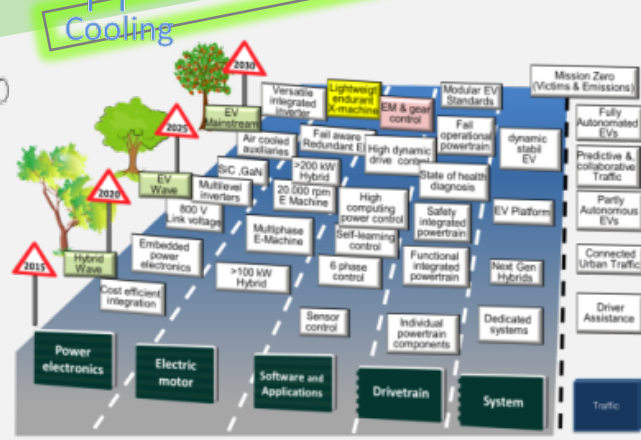 Cooling
2030
2025
2020
2015
EV
Mainstream
EV
Wave
Hybrid
Wave
Versatile
integrated
inverter
Lightweigt
endurant
X-machine
EM & gear
control
Modular EV
Standards
Mission Zero
(Victims & Emissions)
Air cooled
auxiliaries
Fail aware
Redundant E
High dynamic
drive control
Fail
operational
powertrain
dynamic
stabil
EV
Fully
Automated
EVs
SiC ,GaN
>200 kW
Hybrid
State of health
diagnosis
Predictive &
collaborative
Traffic
Multilevel
inverters
20.000 rpm
E Machine
High
computing
power control
Safety
integrated
powertrain
EV Platform
Partly
Autonomous
EVs
800 V
Link voltage
Multiphase
E-Machine
Self-learning
control
Embedded
power
electronics
>100 kW
Hybrid
6 phase
control
Functional
integrated
powertrain
Next Gen
Hybrids
Connected
Urban Traffic
Cost efficient
integration
Sensor
control
Individual
powertrain
components
Dedicated
systems
Driver
Assistance
Power
electronics
Electric
motor
Software and
Applications
Drivetrain
System
Traffic